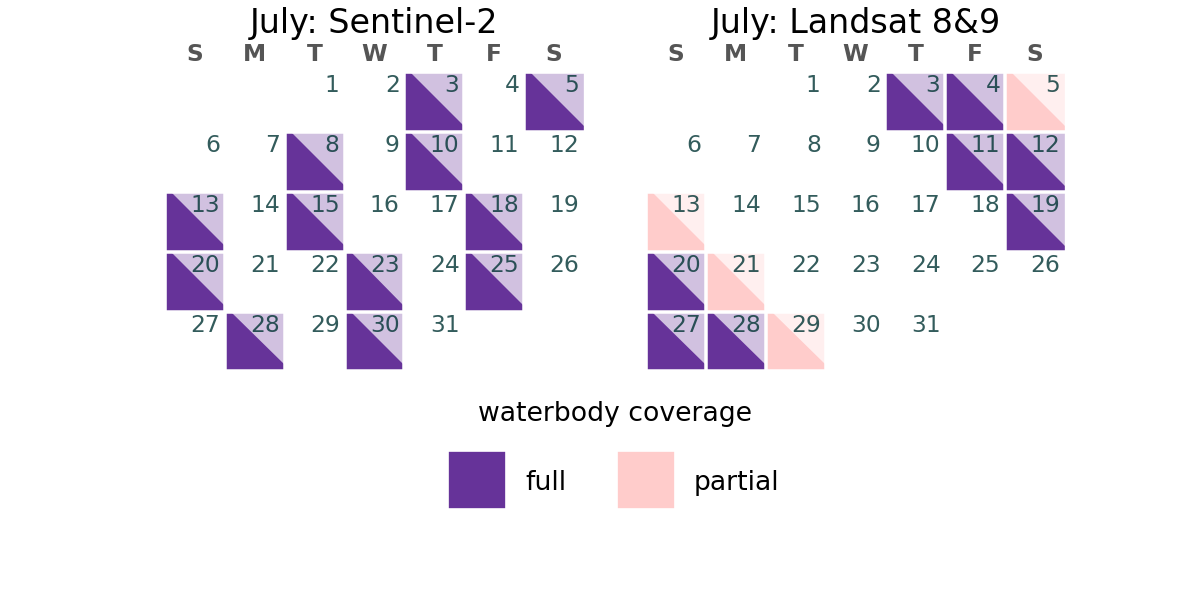 July: Sentinel-2
S M T W T F S
1 2 3 4 5
6 7 8 9 10 11 12
13 14 15 16 17 18 19
20 21 22 23 24 25 26
27 28 29 30 31
July: Landsat 8&9
S M T W T F S
1 2 3 4 5
6 7 8 9 10 11 12
13 14 15 16 17 18 19
20 21 22 23 24 25 26
27 28 29 30 31
waterbody coverage
full partial